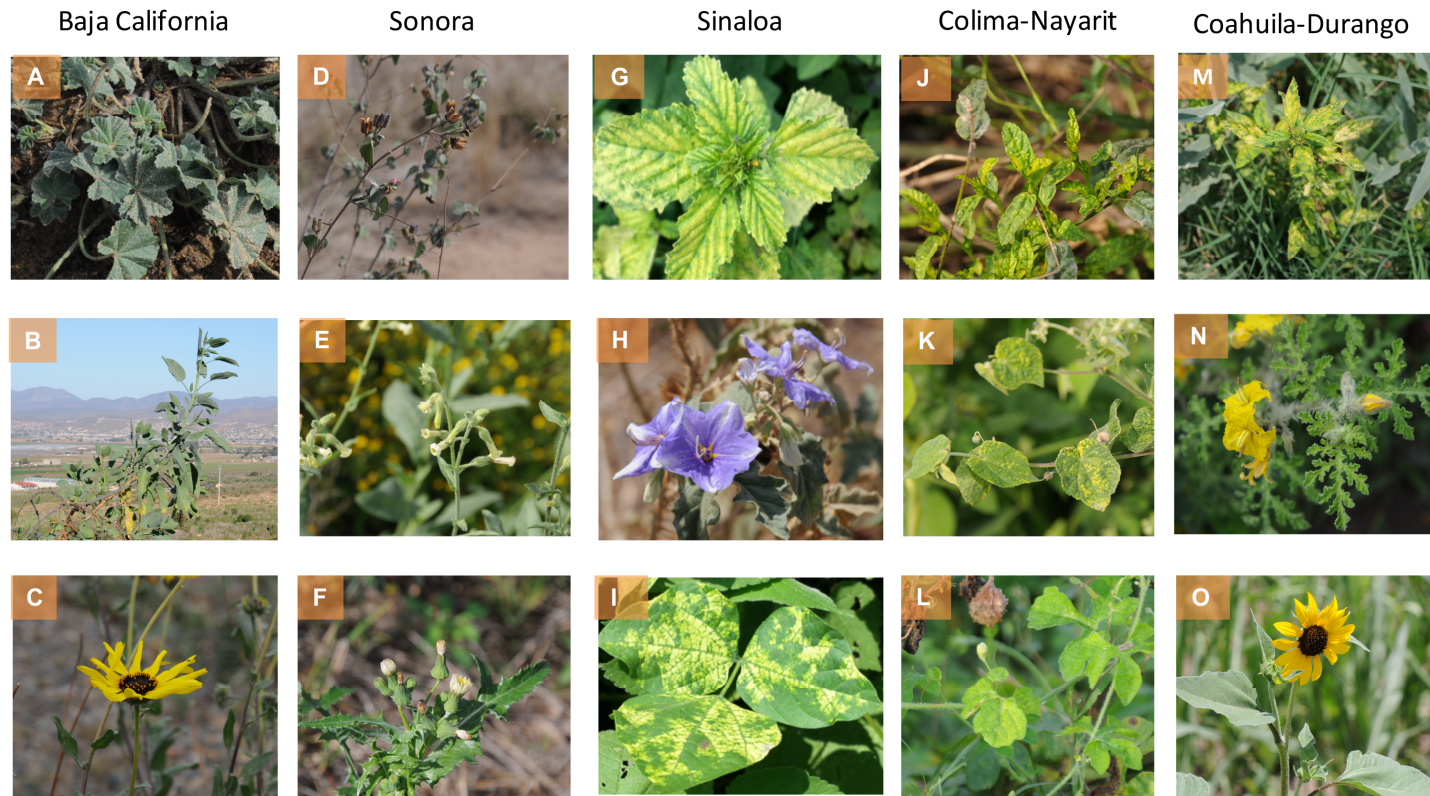 Baja California
Sonora
Sinaloa
Colima-Nayarit
Coahuila-Durango
A
D
G
J
M
B
E
H
K
N
C
F
I
L
O